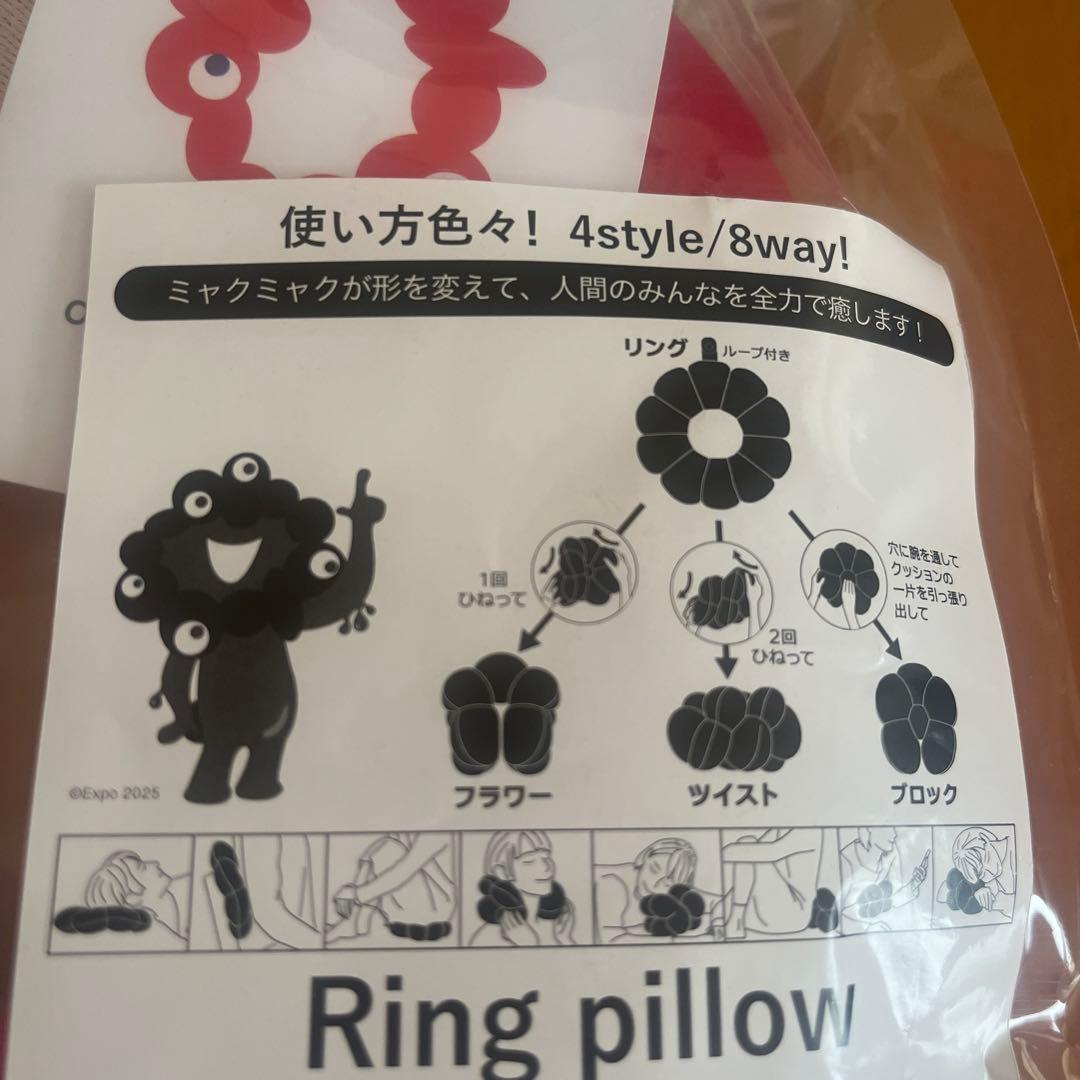 使い方色々! 4style/8way!
ミャクミャクが形を変えて、人間のみんなを全力で癒します!
リング ループ付き
1回
ひねって
2回
ひねって
穴に腕を通して
クッションの
一片を引っ張り
出して
フラワー
ツイスト
ブロック
©Expo 2025
Ring pillow